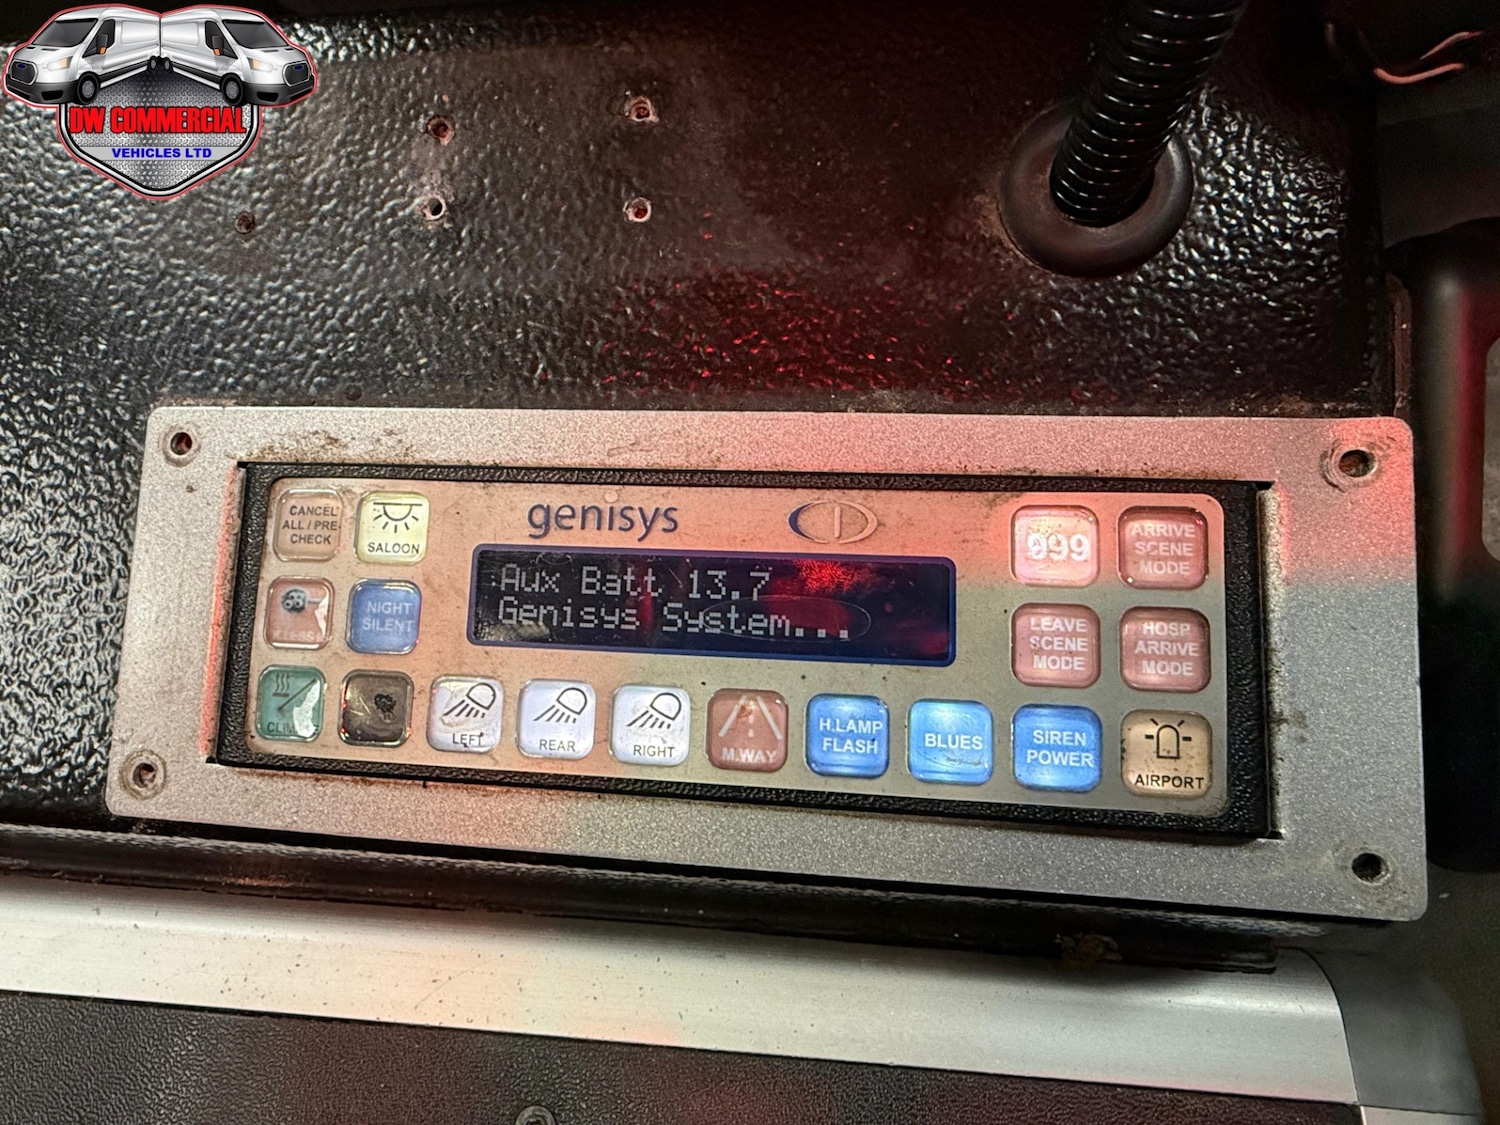 DW COMMERCIAL
VEHICLES LTD
genisys
CANCEL
ALL / PRE-
CHECK
SALOON
999
ARRIVE
SCENE
MODE
Aux Batt 13.7
Genisys System...
NIGHT
SILENT
LEAVE
SCENE
MODE
HOSP
ARRIVE
MODE
LEFT
REAR
RIGHT
M.WAY
H.LAMP
FLASH
BLUES
SIREN
POWER
AIRPORT